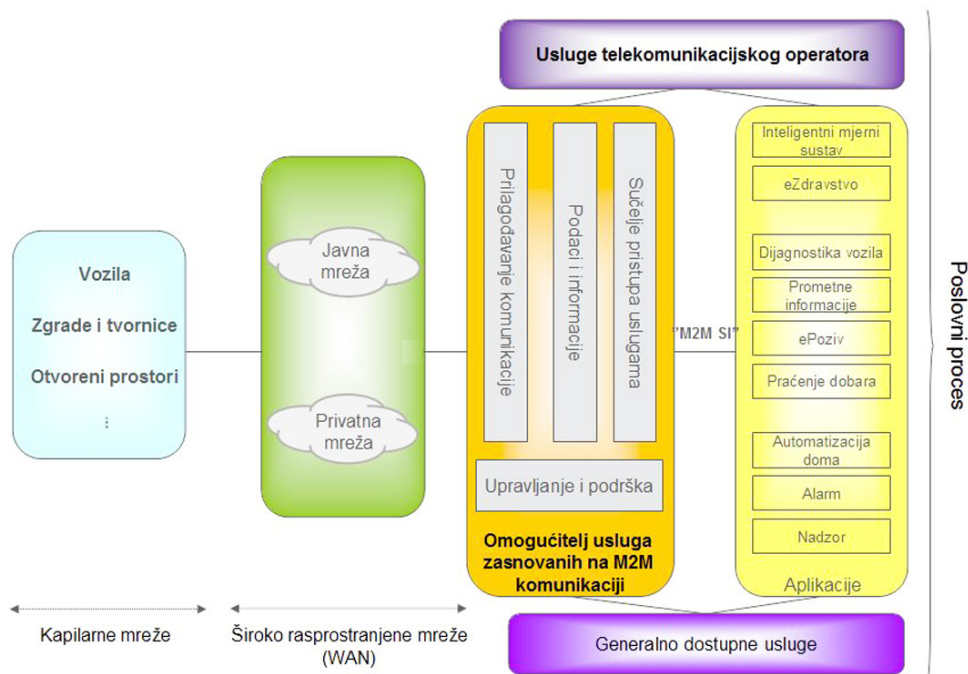 Usluge telekomunikacijskog operatora
Vozila
Zgrade i tvornice
Otvoreni prostori
...
Javna
mreža
Privatna
mreža
Prilagođavanje komunikacije
Podaci i informacije
Sučelje pristupa uslugama
Upravljanje i podrška
Omogućitelj usluga
zasnovanih na M2M
komunikaciji
"M2M SI"
Inteligentni mjerni
sustav
eZdravstvo
Dijagnostika vozila
Prometne
informacije
ePoziv
Praćenje dobara
Automatizacija
doma
Alarm
Nadzor
Aplikacije
Poslovni proces
Kapilarne mreže
Široko rasprostranjene mreže
(WAN)
Generalno dostupne usluge